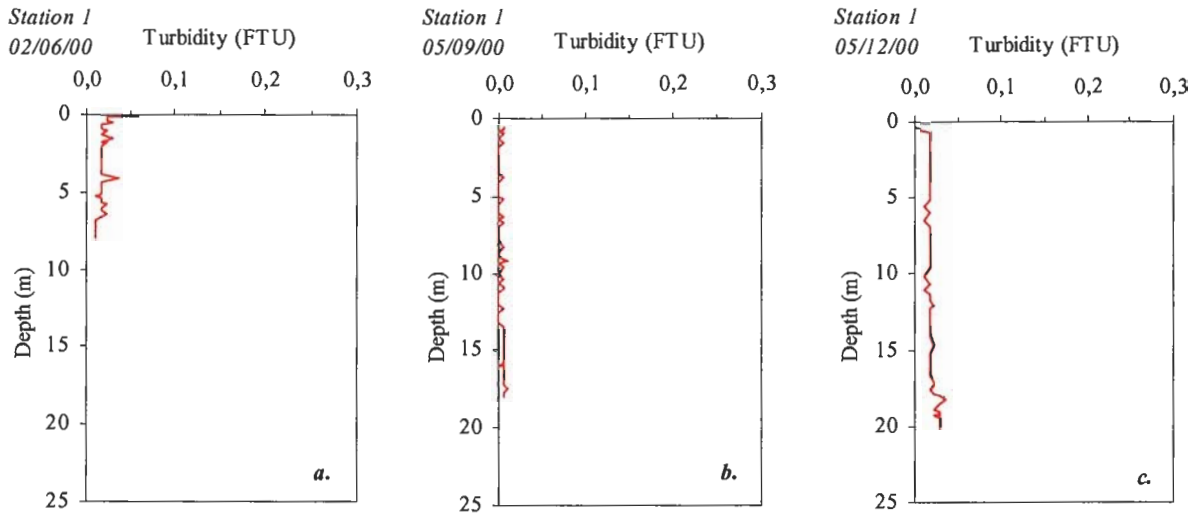 Station 1
02/06/00
Turbidity (FTU)
0,0 0,1 0,2 0,3
0
5
10
15
20
25
Depth (m)
a.
Station 1
05/09/00
Turbidity (FTU)
0,0 0,1 0,2 0,3
0
5
10
15
20
25
Depth (m)
b.
Station 1
05/12/00
Turbidity (FTU)
0,0 0,1 0,2 0,3
0
5
10
15
20
25
Depth (m)
c.